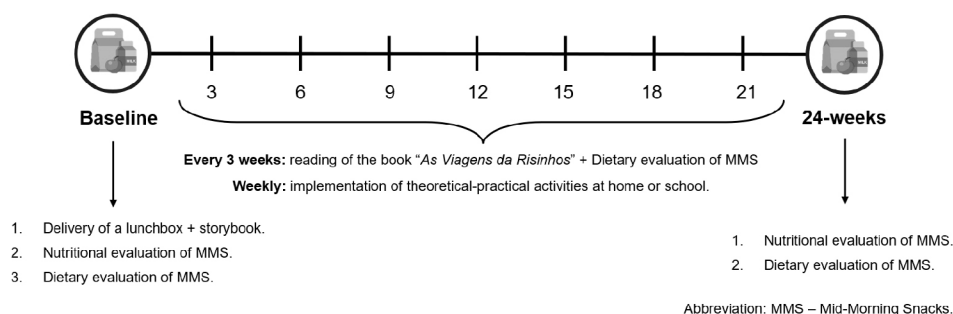 3 6 9 12 15 18 21
Baseline
24-weeks
Every 3 weeks: reading of the book “As Viagens da Risinhos” + Dietary evaluation of MMS
Weekly: implementation of theoretical-practical activities at home or school.
1. Delivery of a lunchbox + storybook.
2. Nutritional evaluation of MMS.
3. Dietary evaluation of MMS.
1. Nutritional evaluation of MMS.
2. Dietary evaluation of MMS.
Abbreviation: MMS – Mid-Morning Snacks.